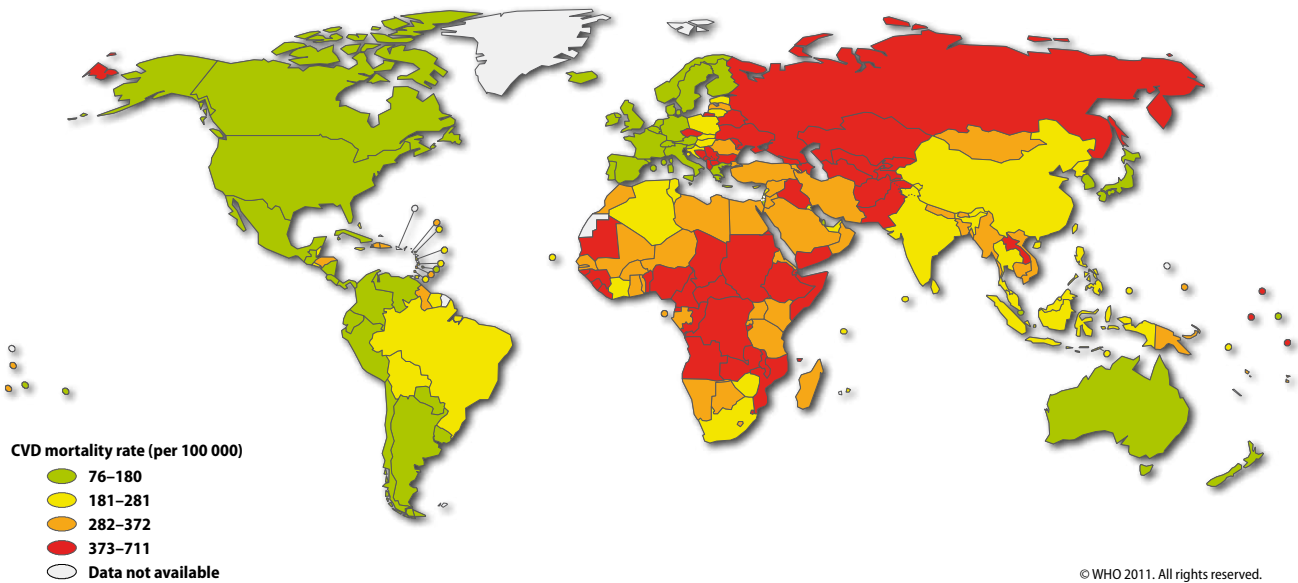 CVD mortality rate (per 100 000)
76–180
181–281
282–372
373–711
Data not available
© WHO 2011. All rights reserved.